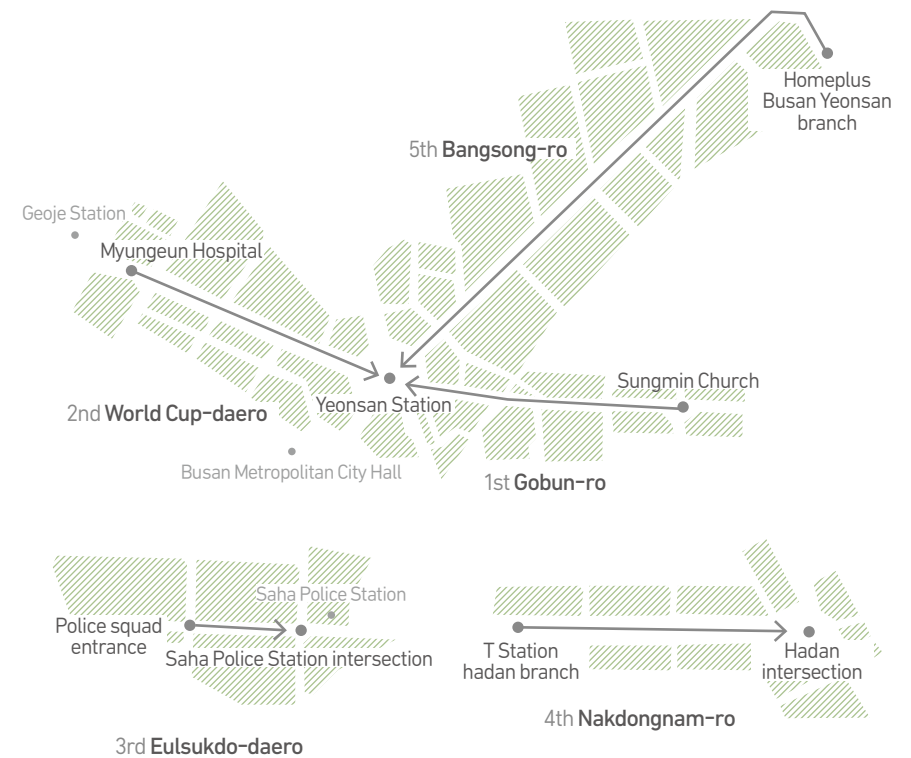 Homeplus
Busan Yeonsan
branch
5th Bangsong-ro
Geoje Station
Myungeun Hospital
Sungmin Church
Yeonsan Station
2nd World Cup-daero
Busan Metropolitan City Hall
1st Gobun-ro
Saha Police Station
Police squad
entrance
Saha Police Station intersection
3rd Eulsukdo-daero
T Station
hadan branch
Hadan
intersection
4th Nakdongnam-ro